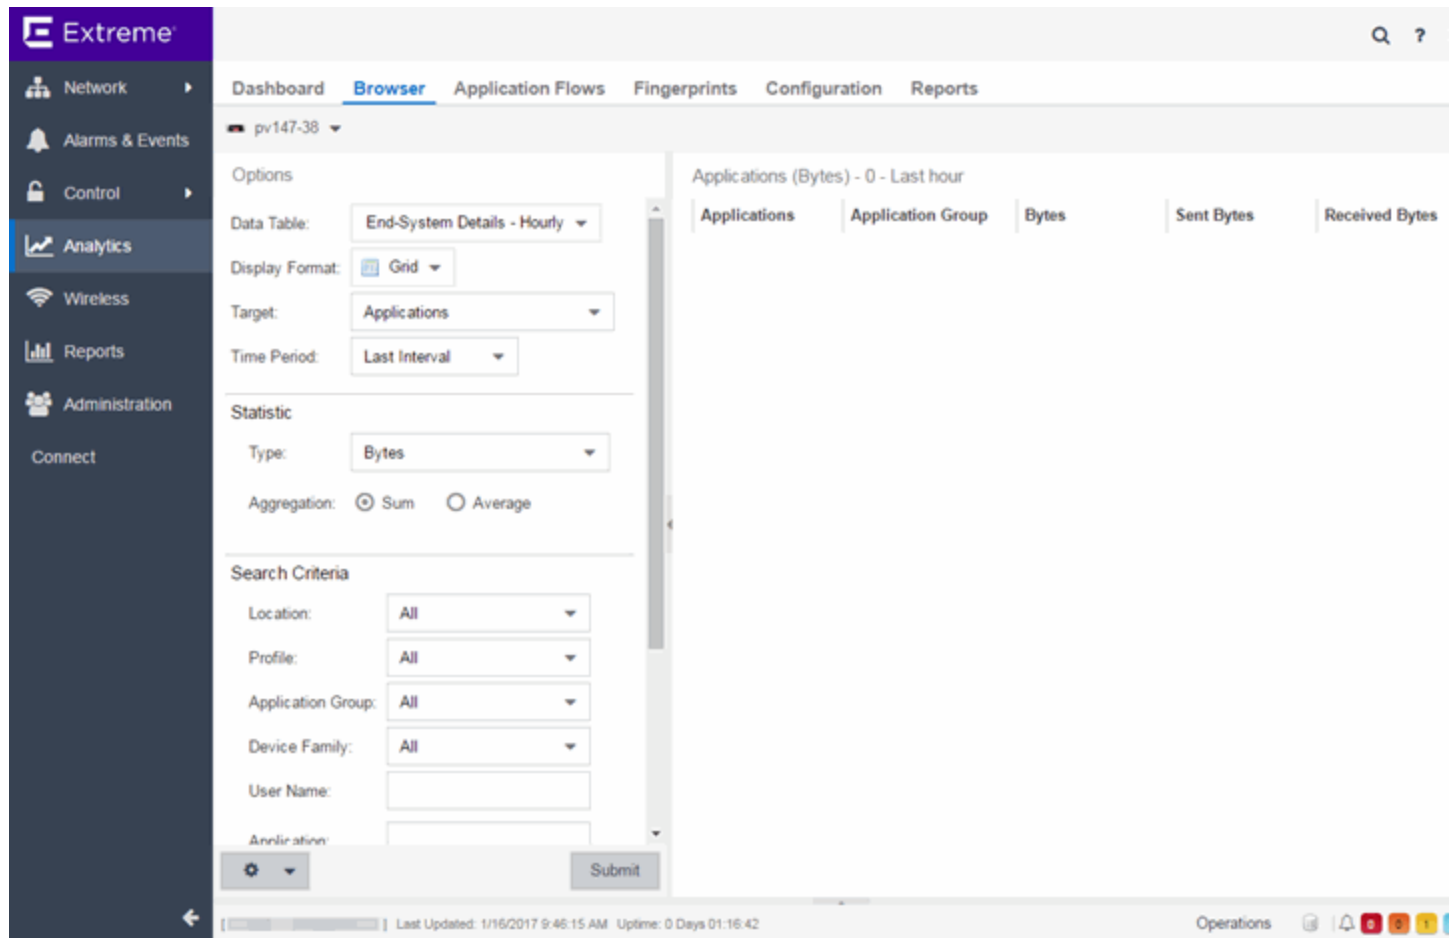 Extreme
?
Network
Alarms & Events
Control
Analytics
Wireless
Reports
Administration
Connect
Dashboard Browser Application Flows Fingerprints Configuration Reports
pv147-38
Options
Data Table: End-System Details - Hourly
Display Format: Grid
Target: Applications
Time Period: Last Interval
Statistic
Type: Bytes
Aggregation: Sum Average
Search Criteria
Location: All
Profile: All
Application Group: All
Device Family: All
User Name:
Application:
Submit
Applications (Bytes) - 0 - Last hour
Applications Application Group Bytes Sent Bytes Received Bytes
[ ] Last Updated: 1/16/2017 9:46:15 AM Uptime: 0 Days 01:16:42
Operations 0 1